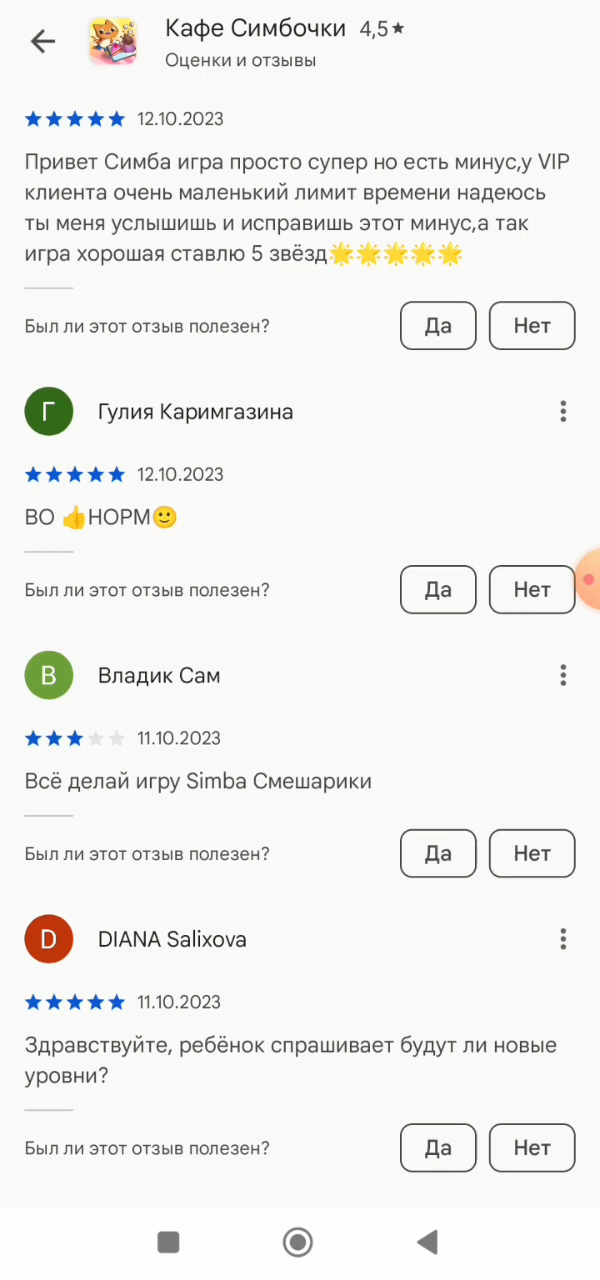 Кафе Симбочки 4,5★
Оценки и отзывы
12.10.2023
Привет Симба игра просто супер но есть минус,у VIP
клиента очень маленький лимит времени надеюсь
ты меня услышишь и исправишь этот минус,а так
игра хорошая ставлю 5 звёзд🌟🌟🌟🌟🌟
Был ли этот отзыв полезен? Да Нет
Г Гулия Каримгазина
12.10.2023
ВО 👍НОРМ🙂
Был ли этот отзыв полезен? Да Нет
В Владик Сам
11.10.2023
Всё делай игру Simba Смешарики
Был ли этот отзыв полезен? Да Нет
D DIANA Salixova
11.10.2023
Здравствуйте, ребёнок спрашивает будут ли новые
уровни?
Был ли этот отзыв полезен? Да Нет